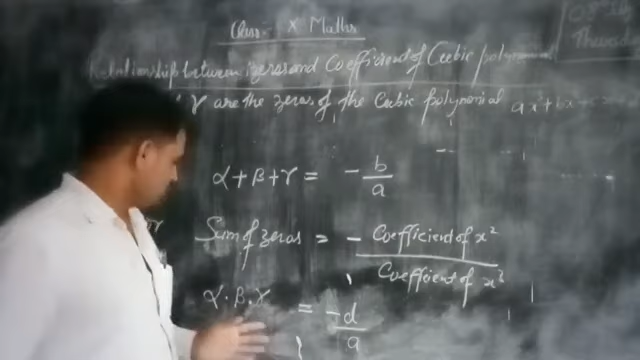 Class:- X Maths
Relationship between zeros and Coefficient of Cubic polynomial
γ are the zeros of the Cubic polynomial ax³+bx
α+β+γ = -b/a
Sum of zeros = - Coefficient of x² / Coefficient of x³
α.β.γ = -d/a